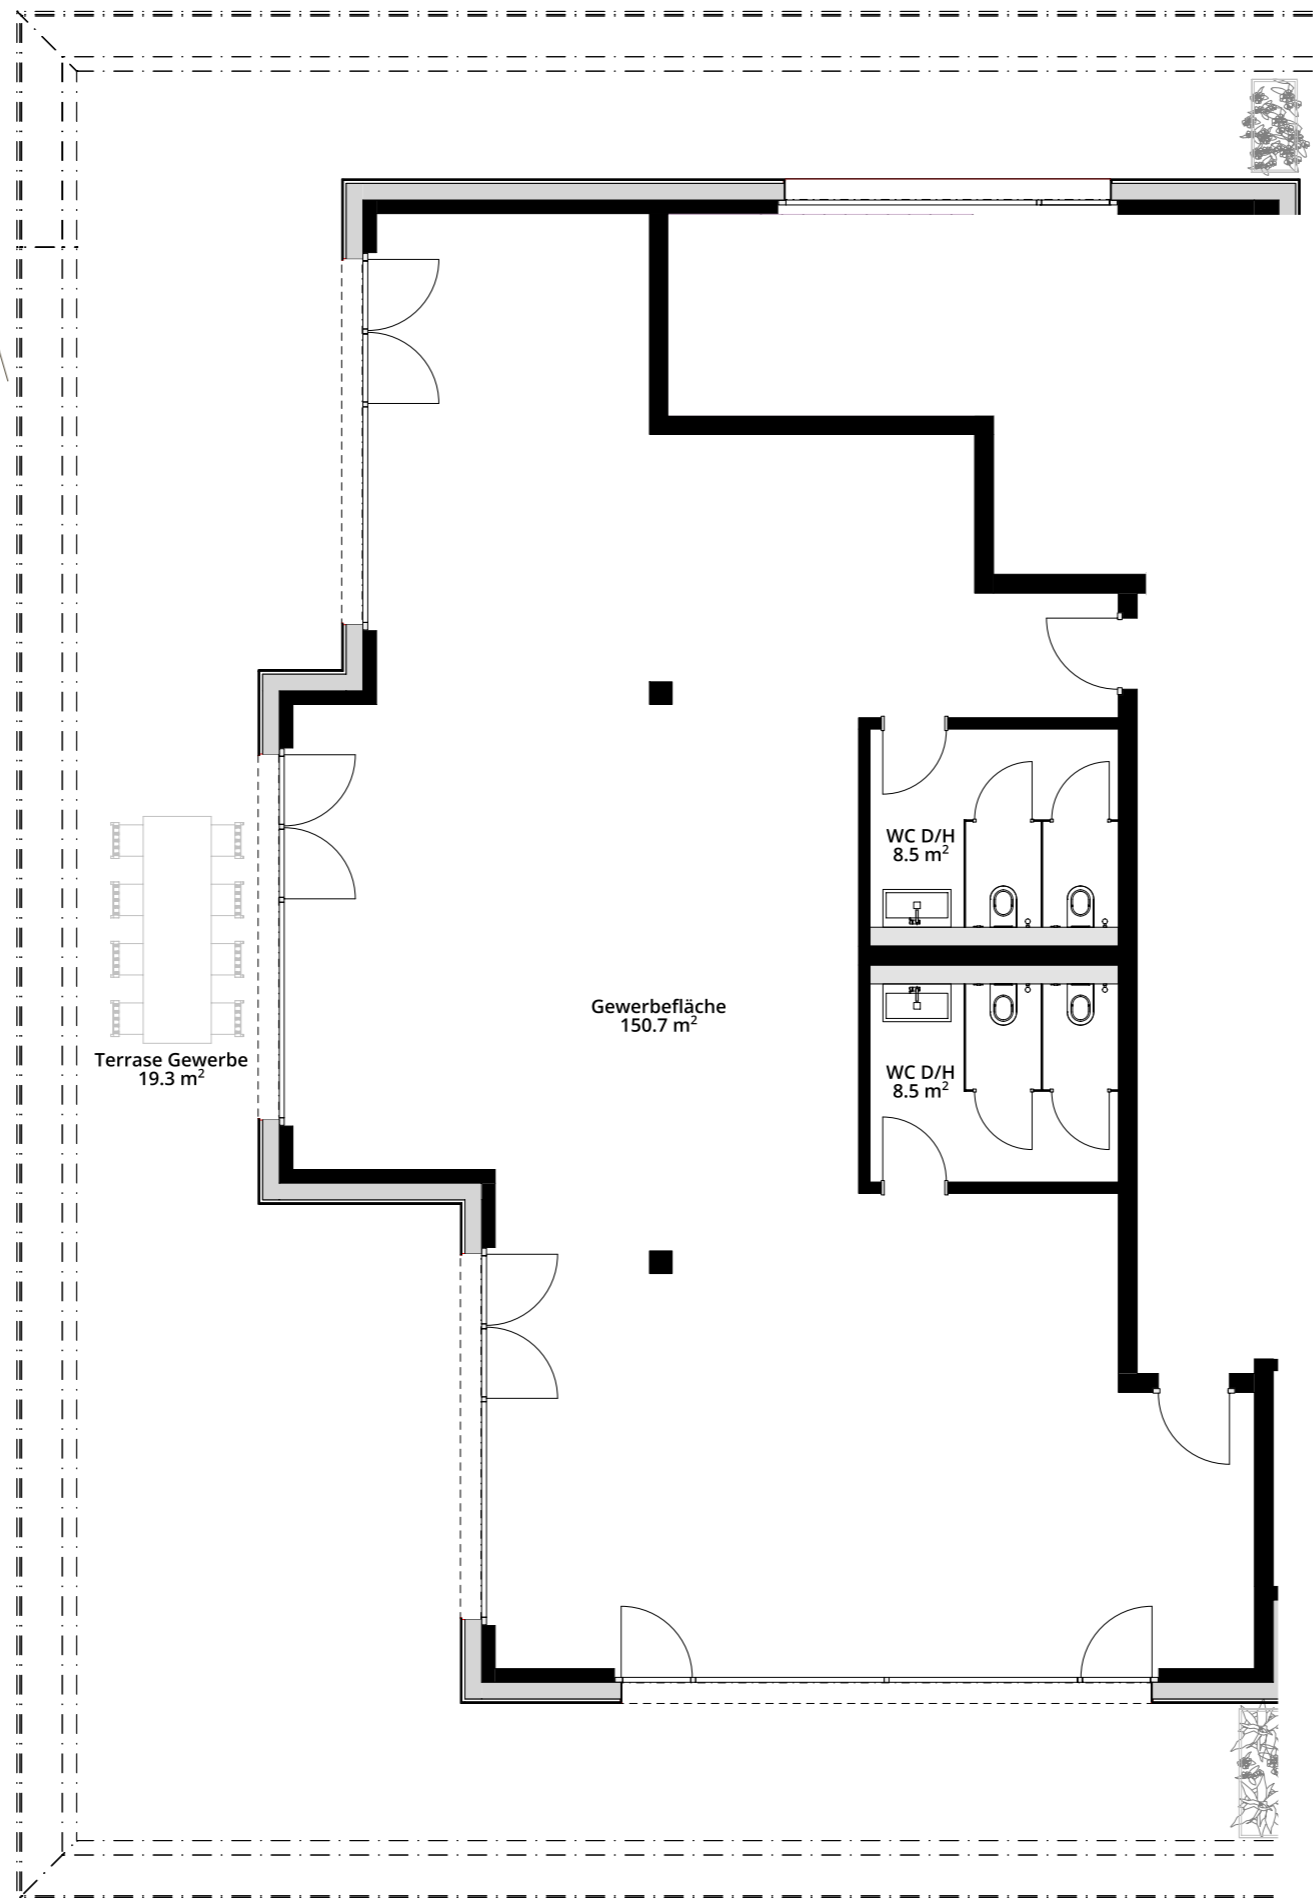 WC D/H
8.5 m²
Gewerbefläche
150.7 m²
Terrase Gewerbe
19.3 m²
WC D/H
8.5 m²